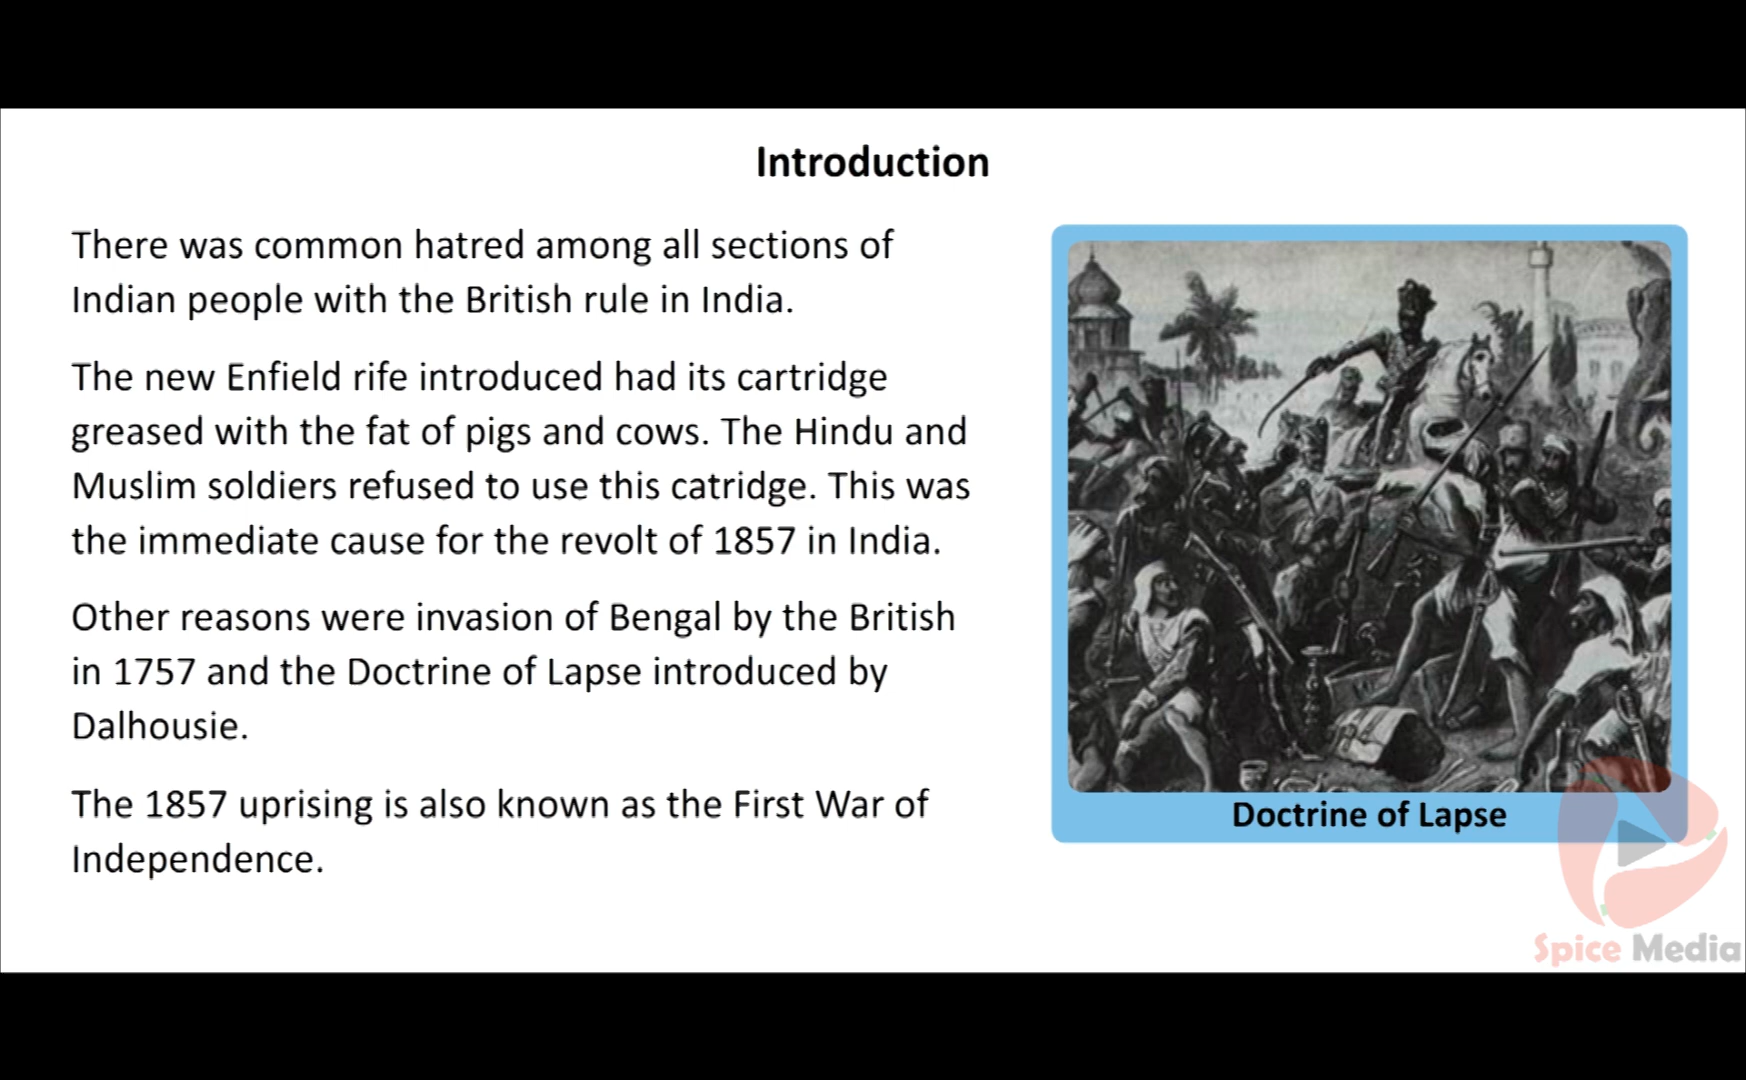 Introduction
There was common hatred among all sections of
Indian people with the British rule in India.
The new Enfield rife introduced had its cartridge
greased with the fat of pigs and cows. The Hindu and
Muslim soldiers refused to use this catridge. This was
the immediate cause for the revolt of 1857 in India.
Other reasons were invasion of Bengal by the British
in 1757 and the Doctrine of Lapse introduced by
Dalhousie.
The 1857 uprising is also known as the First War of
Independence.
Doctrine of Lapse
Spice Media